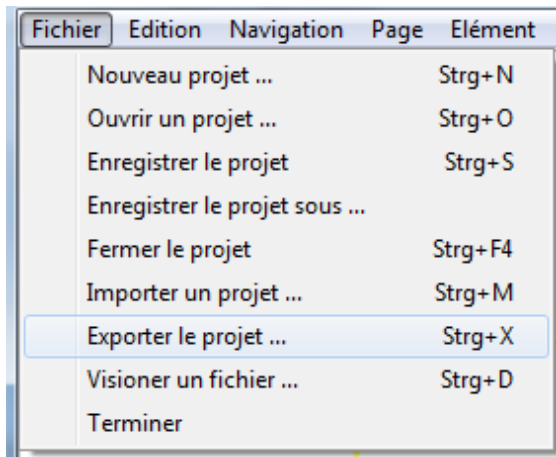 Fichier Edition Navigation Page Elément
Nouveau projet ... Strg+N
Ouvrir un projet ... Strg+O
Enregistrer le projet Strg+S
Enregistrer le projet sous ...
Fermer le projet Strg+F4
Importer un projet ... Strg+M
Exporter le projet ... Strg+X
Visioner un fichier ... Strg+D
Terminer